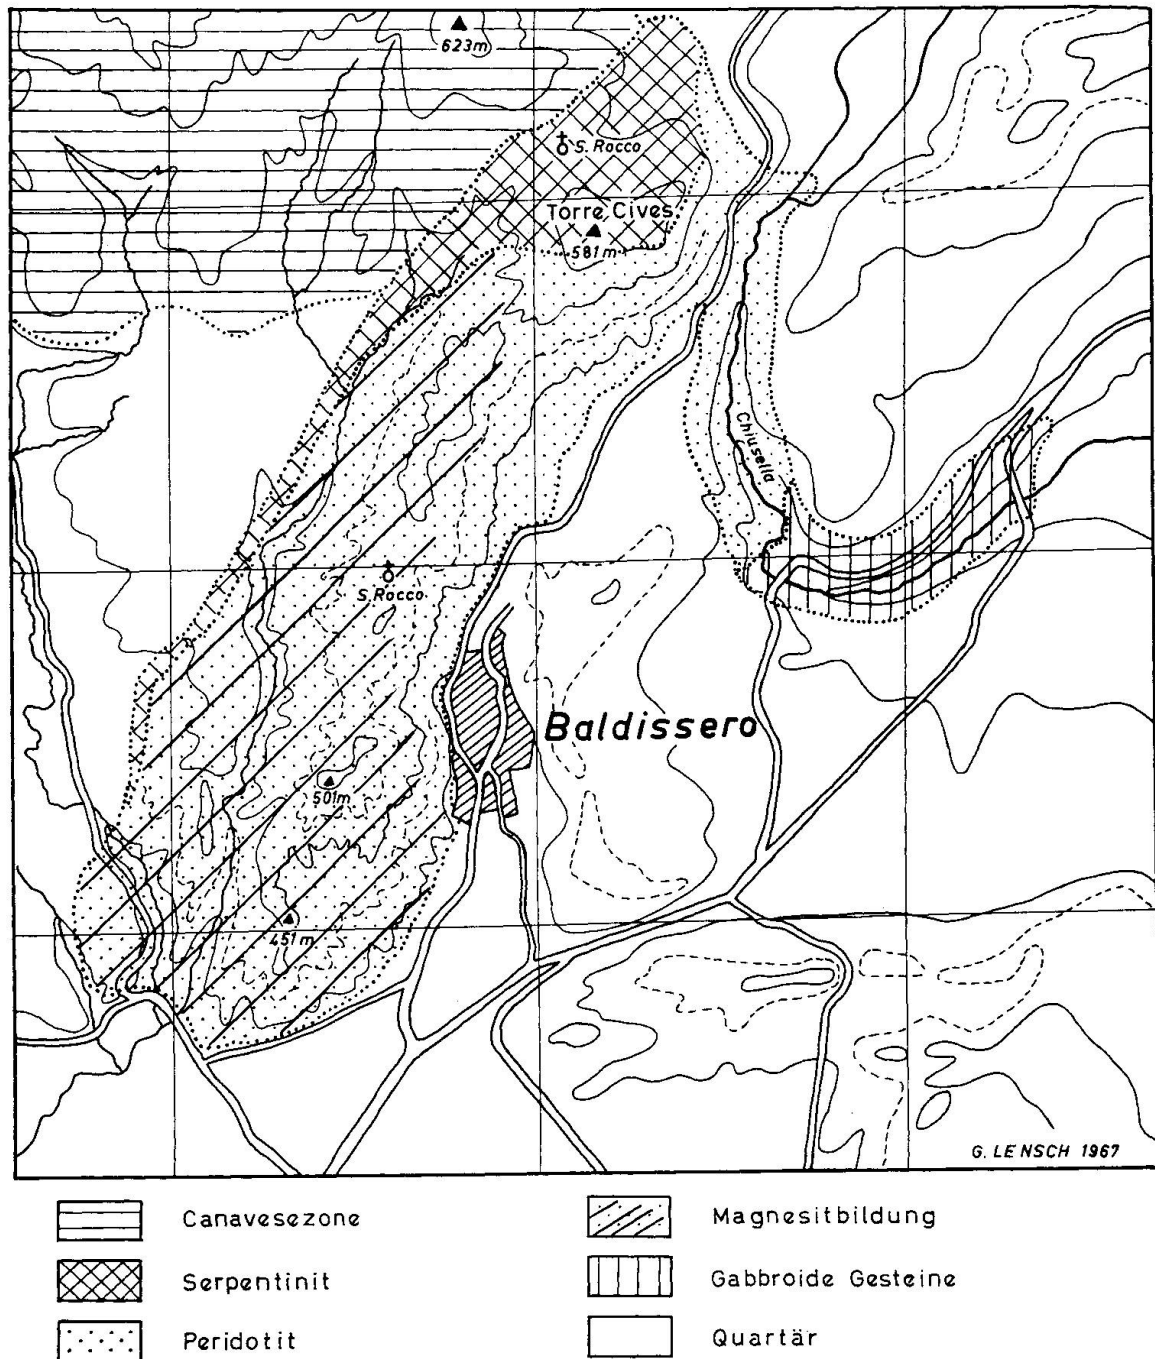 623m
S. Rocco
Torre Cives
581m
Chiusella
S. Rocco
Baldissero
501m
451m
G. LENSCH 1967
Canavesezone
Serpentinit
Peridotit
Magnesitbildung
Gabbroide Gesteine
Quartär